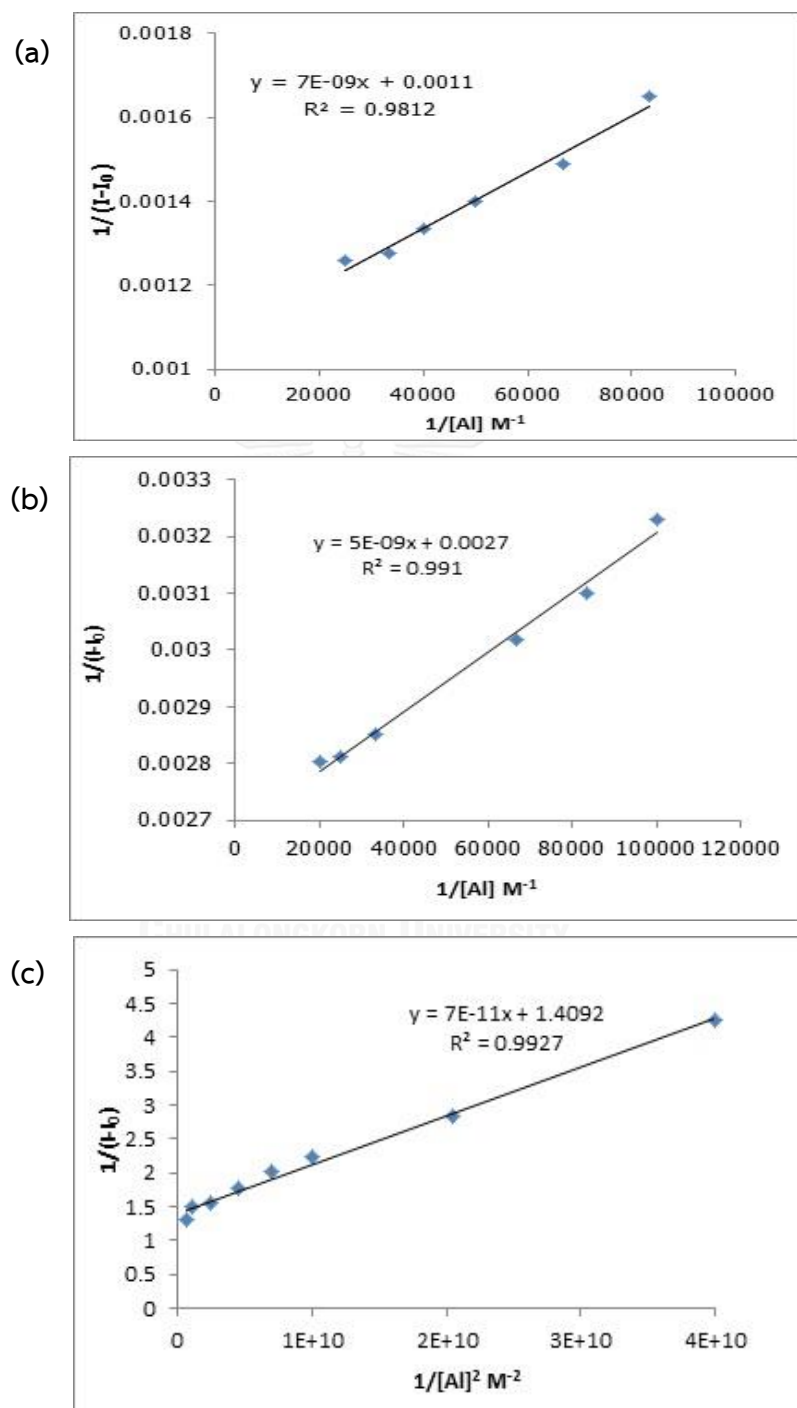 (a)
0.0018
0.0016
0.0014
0.0012
0.001
1/(I-I₀)
y = 7E-09x + 0.0011
R² = 0.9812
0 20000 40000 60000 80000 100000
1/[Al] M⁻¹
(b)
0.0033
0.0032
0.0031
0.003
0.0029
0.0028
0.0027
1/(I-I₀)
y = 5E-09x + 0.0027
R² = 0.991
0 20000 40000 60000 80000 100000 120000
1/[Al] M⁻¹
CHULALONGKORN UNIVERSITY
(c)
5
4.5
4
3.5
3
2.5
2
1.5
1
0.5
0
1/(I-I₀)
y = 7E-11x + 1.4092
R² = 0.9927
0 1E+10 2E+10 3E+10 4E+10
1/[Al]² M⁻²